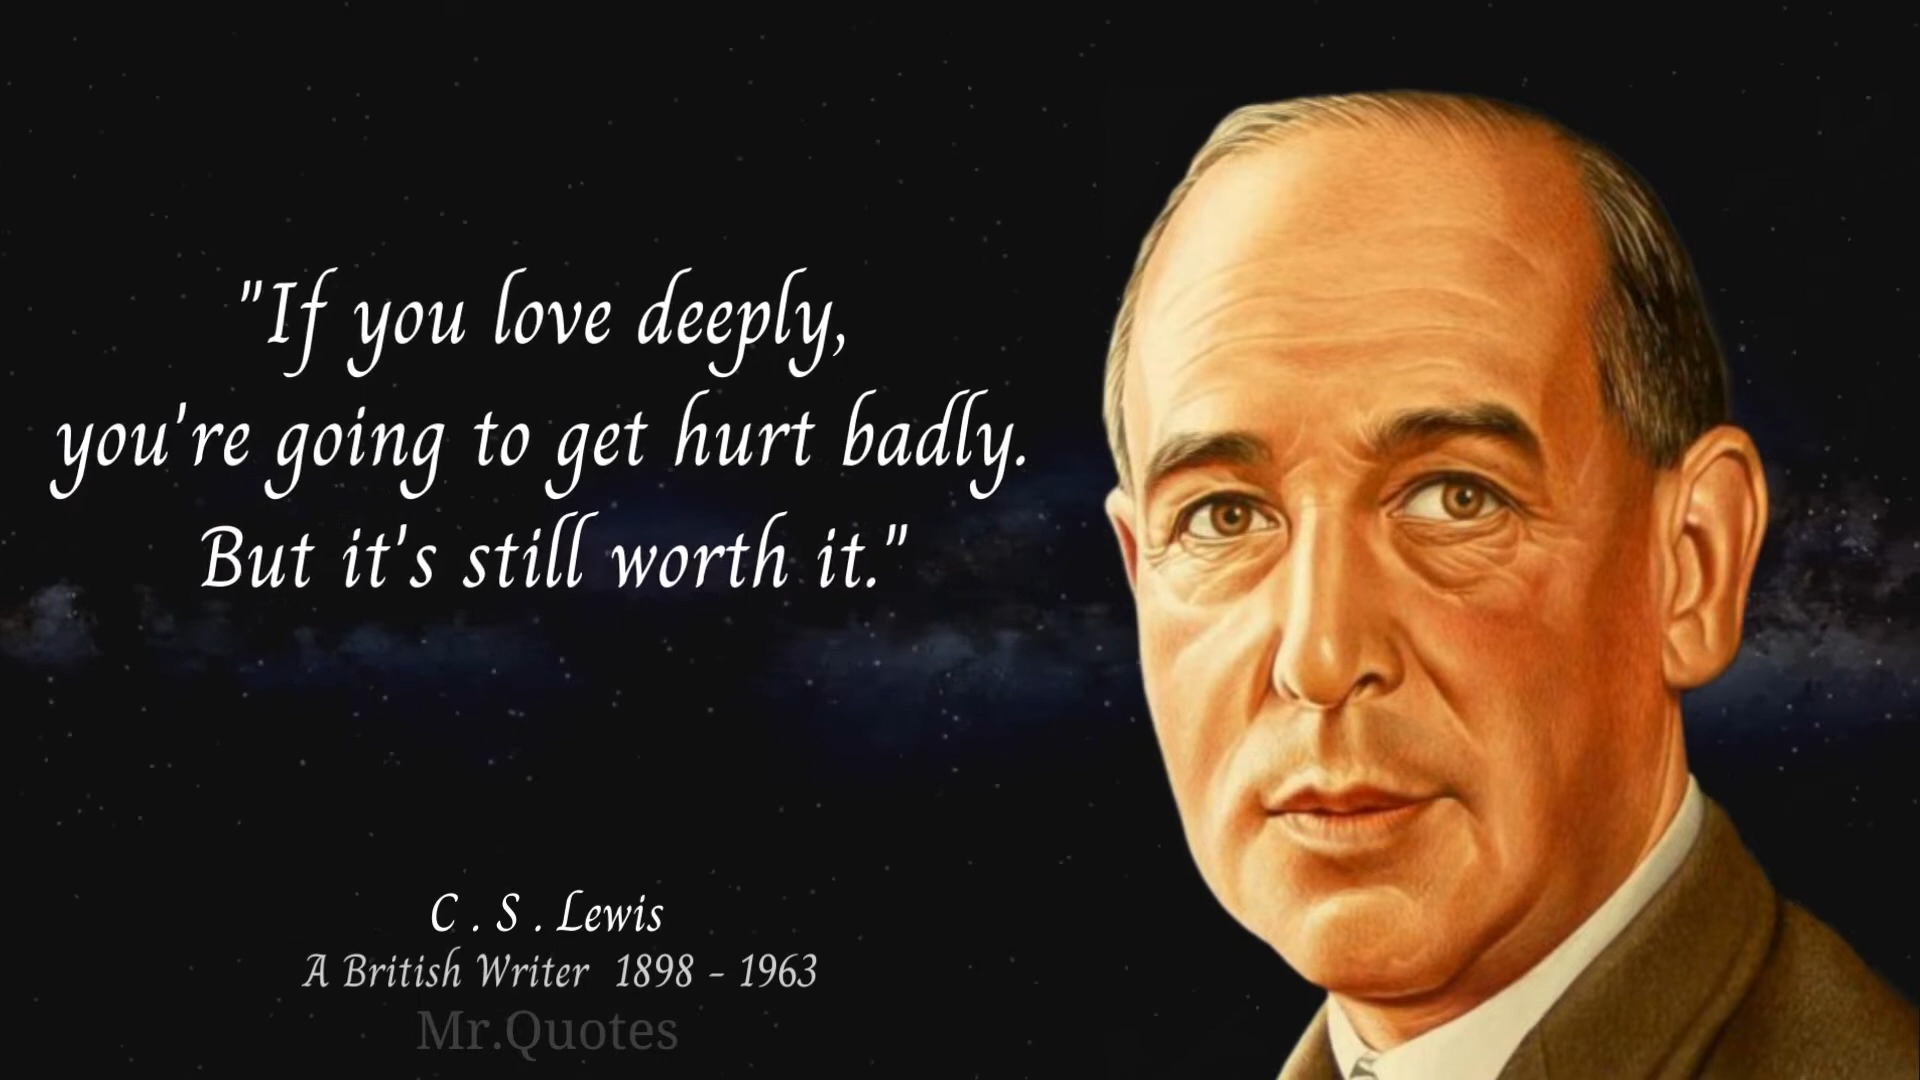 "If you love deeply,
you're going to get hurt badly.
But it's still worth it."
C . S . Lewis
A British Writer 1898 - 1963
Mr.Quotes